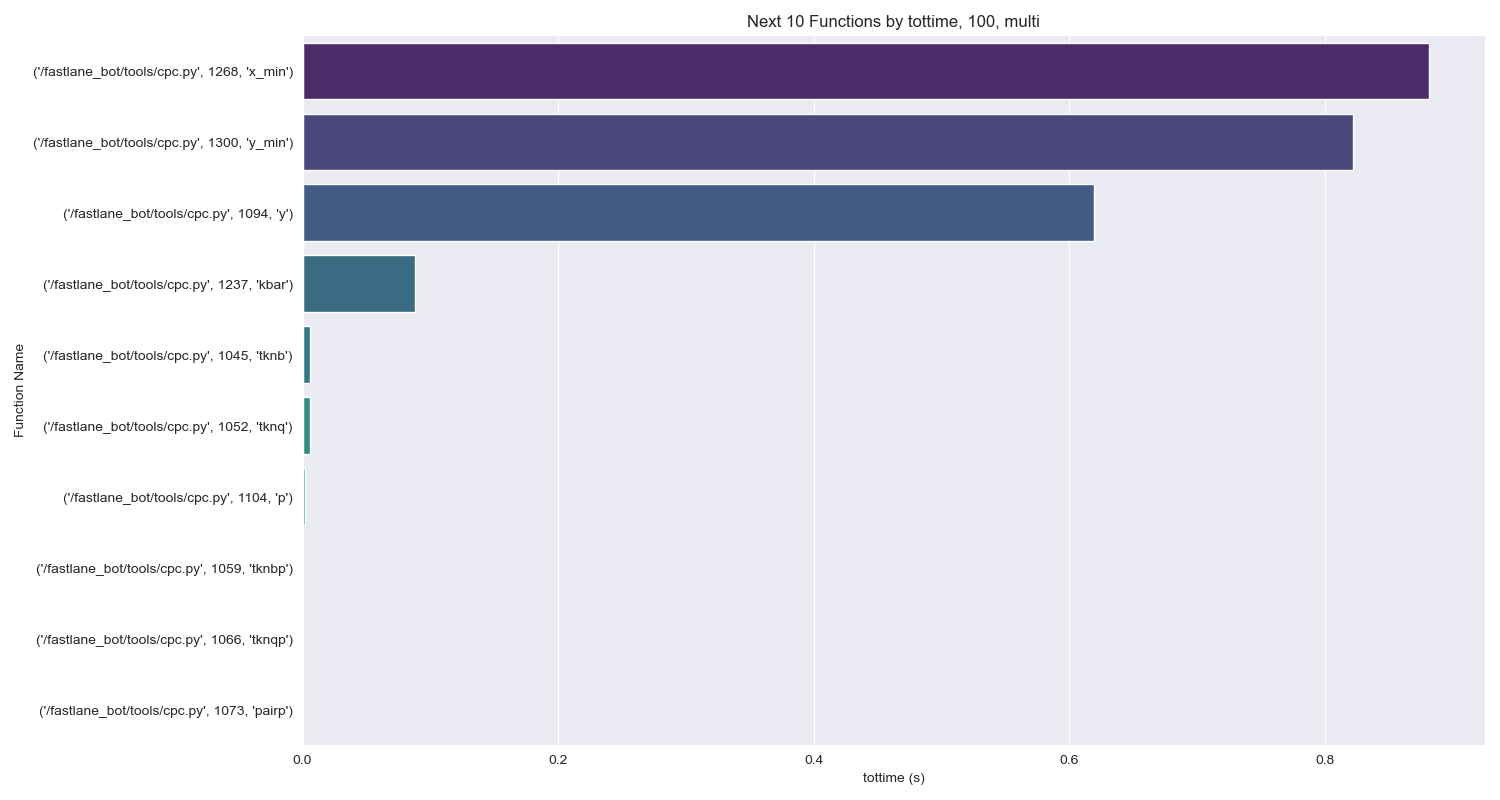 Next 10 Functions by tottime, 100, multi
('/fastlane_bot/tools/cpc.py', 1268, 'x_min')
('/fastlane_bot/tools/cpc.py', 1300, 'y_min')
('/fastlane_bot/tools/cpc.py', 1094, 'y')
('/fastlane_bot/tools/cpc.py', 1237, 'kbar')
('/fastlane_bot/tools/cpc.py', 1045, 'tknb')
('/fastlane_bot/tools/cpc.py', 1052, 'tknq')
('/fastlane_bot/tools/cpc.py', 1104, 'p')
('/fastlane_bot/tools/cpc.py', 1059, 'tknbp')
('/fastlane_bot/tools/cpc.py', 1066, 'tknqp')
('/fastlane_bot/tools/cpc.py', 1073, 'pairp')
Function Name
0.0 0.2 0.4 0.6 0.8
tottime (s)